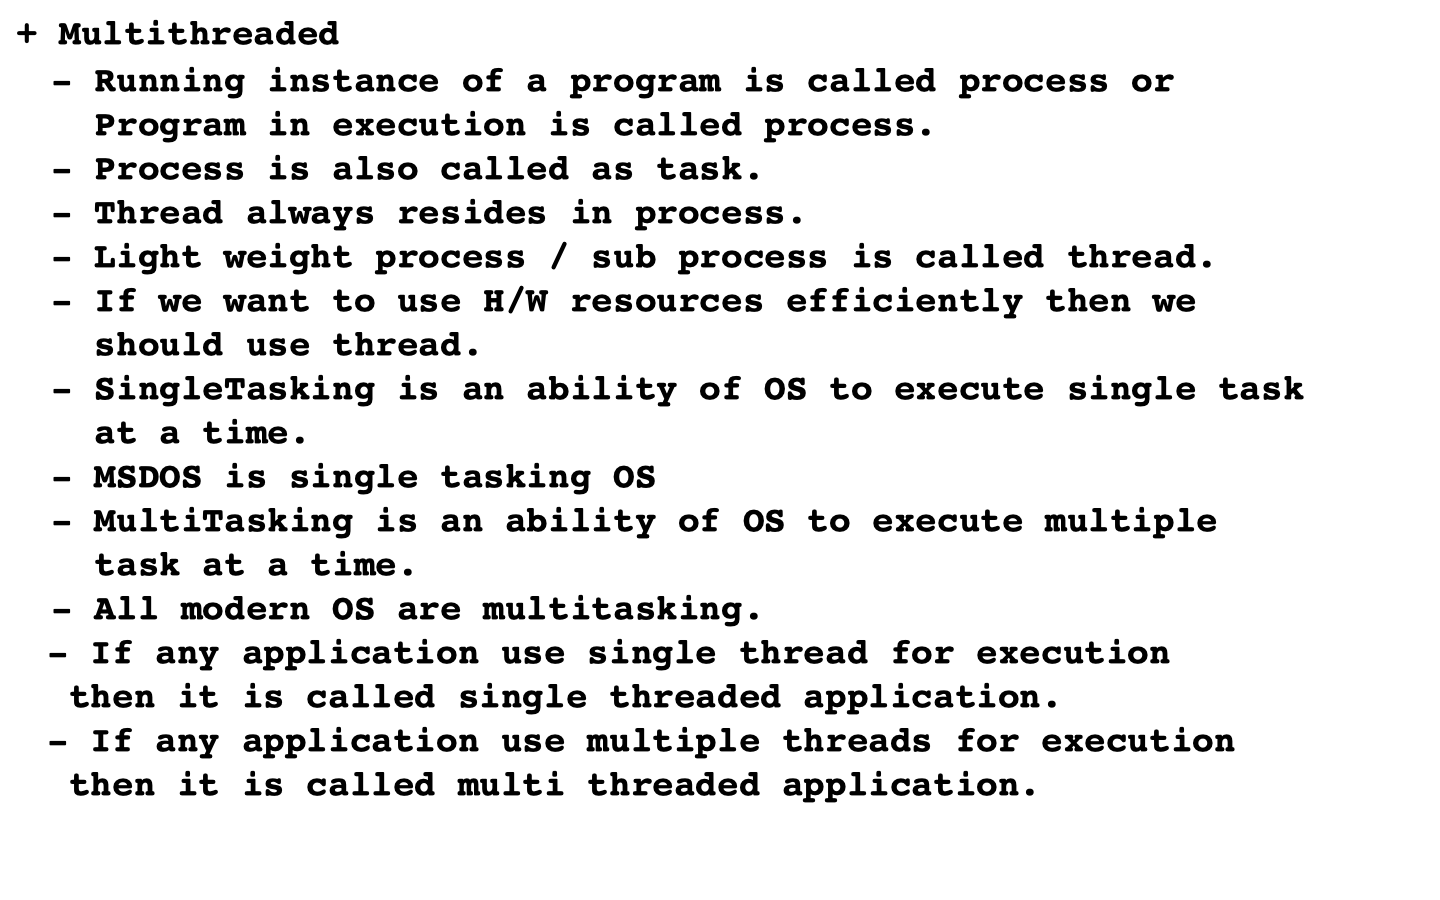 + Multithreaded
– Running instance of a program is called process or
Program in execution is called process.
– Process is also called as task.
– Thread always resides in process.
– Light weight process / sub process is called thread.
– If we want to use H/W resources efficiently then we
should use thread.
– SingleTasking is an ability of OS to execute single task
at a time.
– MSDOS is single tasking OS
– MultiTasking is an ability of OS to execute multiple
task at a time.
– All modern OS are multitasking.
– If any application use single thread for execution
then it is called single threaded application.
– If any application use multiple threads for execution
then it is called multi threaded application.